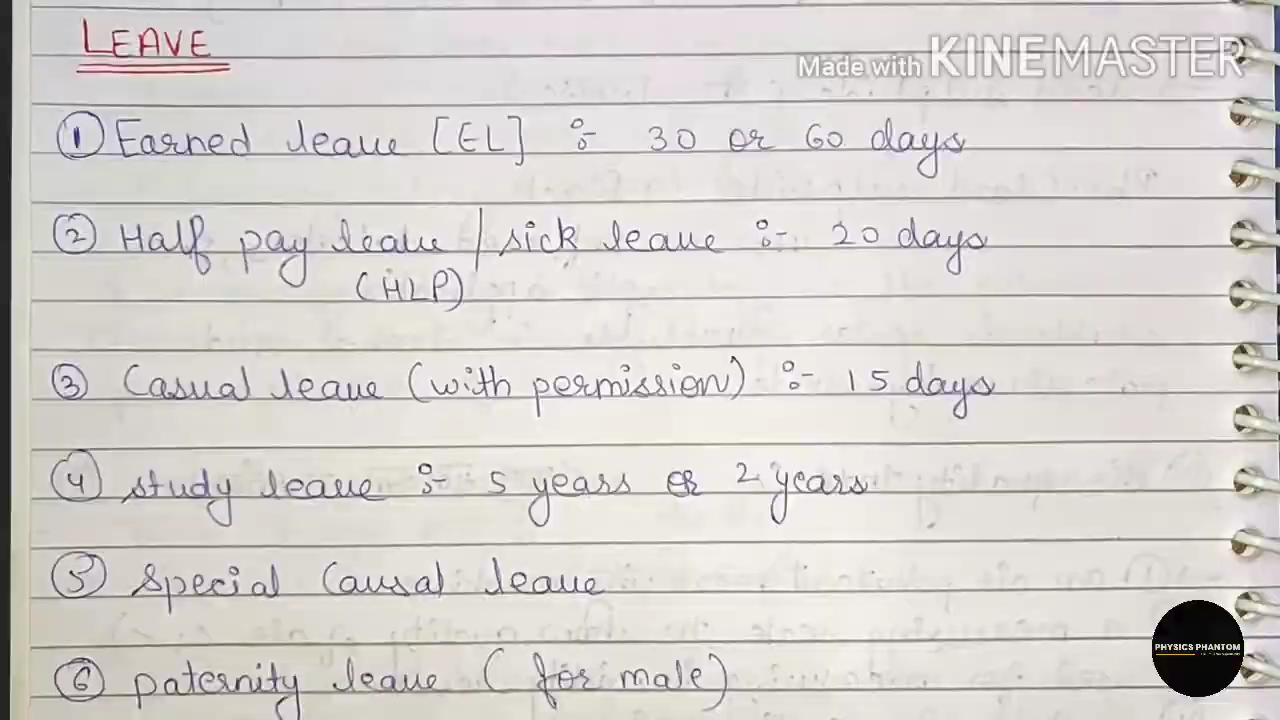 LEAVE
Made with KINEMASTER
① Earned leave [EL] :- 30 or 60 days
② Half pay leave / sick leave :- 20 days
(HLP)
③ Casual leave (with permission) :- 15 days
④ study leave :- 5 years or 2 years
⑤ special Causal leave
⑥ paternity leave ( for male)
PHYSICS PHANTOM